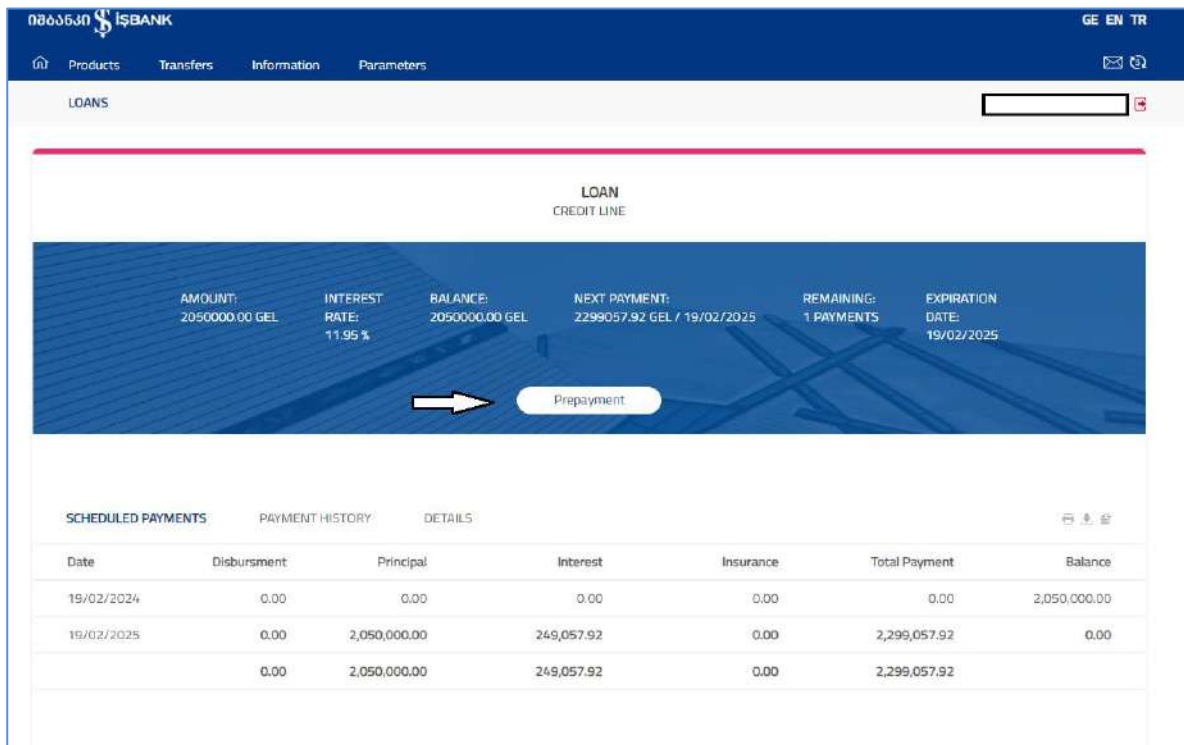 ისბანკი İŞBANK
GE EN TR
Products Transfers Information Parameters
LOANS
LOAN
CREDIT LINE
AMOUNT:
2050000.00 GEL
INTEREST
RATE:
11.95 %
BALANCE:
2050000.00 GEL
NEXT PAYMENT:
2299057.92 GEL / 19/02/2025
REMAINING:
1 PAYMENTS
EXPIRATION
DATE:
19/02/2025
Prepayment
SCHEDULED PAYMENTS PAYMENT HISTORY DETAILS
Date Disbursment Principal Interest Insurance Total Payment Balance
19/02/2024 0.00 0.00 0.00 0.00 0.00 2,050,000.00
19/02/2025 0.00 2,050,000.00 249,057.92 0.00 2,299,057.92 0.00
0.00 2,050,000.00 249,057.92 0.00 2,299,057.92